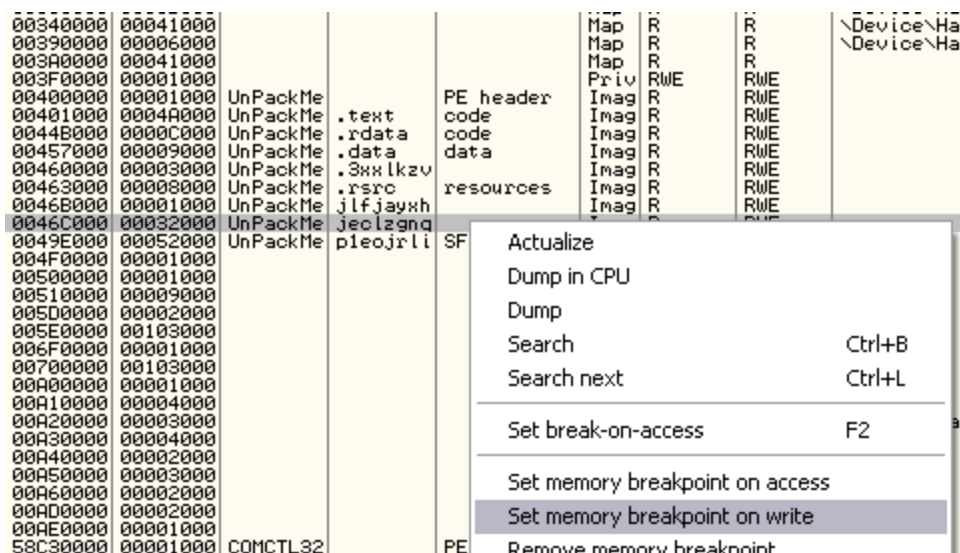 00340000 00041000 Map R R \Device\Ha
00390000 00006000 Map R R \Device\Ha
003A0000 00041000 Map R R
003F0000 00001000 Priv RWE RWE
00400000 00001000 UnPackMe PE header Imag R RWE
00401000 0004A000 UnPackMe .text code Imag R RWE
0044B000 0000C000 UnPackMe .rdata code Imag R RWE
00457000 00009000 UnPackMe .data data Imag R RWE
00460000 00003000 UnPackMe .3xxlkzv Imag R RWE
00463000 00008000 UnPackMe .rsrc resources Imag R RWE
0046B000 00001000 UnPackMe jlfjayxh Imag R RWE
0046C000 00032000 UnPackMe jeclzgnq
0049E000 00052000 UnPackMe pleojrli SF
004F0000 00001000
00500000 00001000
00510000 00009000
005D0000 00002000
005E0000 00103000
006F0000 00001000
00700000 00103000
00A00000 00001000
00A10000 00004000
00A20000 00003000
00A30000 00004000
00A40000 00002000
00A50000 00003000
00A60000 00002000
00AD0000 00002000
00AE0000 00001000
58C30000 00001000 COMCTL32 PE
Actualize
Dump in CPU
Dump
Search Ctrl+B
Search next Ctrl+L
Set break-on-access F2
Set memory breakpoint on access
Set memory breakpoint on write
Remove memory breakpoint